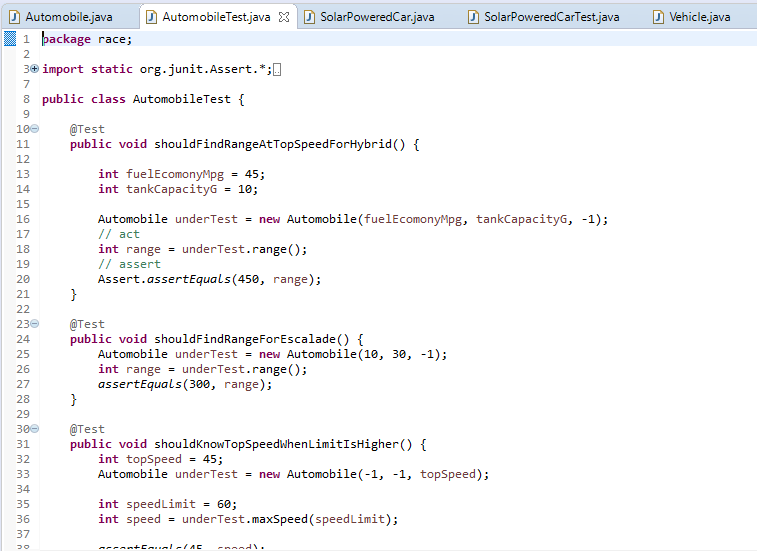 Automobile.java AutomobileTest.java SolarPoweredCar.java SolarPoweredCarTest.java Vehicle.java
1 package race;
2
3 import static org.junit.Assert.*;
7
8 public class AutomobileTest {
9
10 @Test
11 public void shouldFindRangeAtTopSpeedForHybrid() {
12
13 int fuelEcomonyMpg = 45;
14 int tankCapacityG = 10;
15
16 Automobile underTest = new Automobile(fuelEcomonyMpg, tankCapacityG, -1);
17 // act
18 int range = underTest.range();
19 // assert
20 Assert.assertEquals(450, range);
21 }
22
23 @Test
24 public void shouldFindRangeForEscalade() {
25 Automobile underTest = new Automobile(10, 30, -1);
26 int range = underTest.range();
27 assertEquals(300, range);
28 }
29
30 @Test
31 public void shouldKnowTopSpeedWhenLimitIsHigher() {
32 int topSpeed = 45;
33 Automobile underTest = new Automobile(-1, -1, topSpeed);
34
35 int speedLimit = 60;
36 int speed = underTest.maxSpeed(speedLimit);
37
38 assertEquals(45, speed);